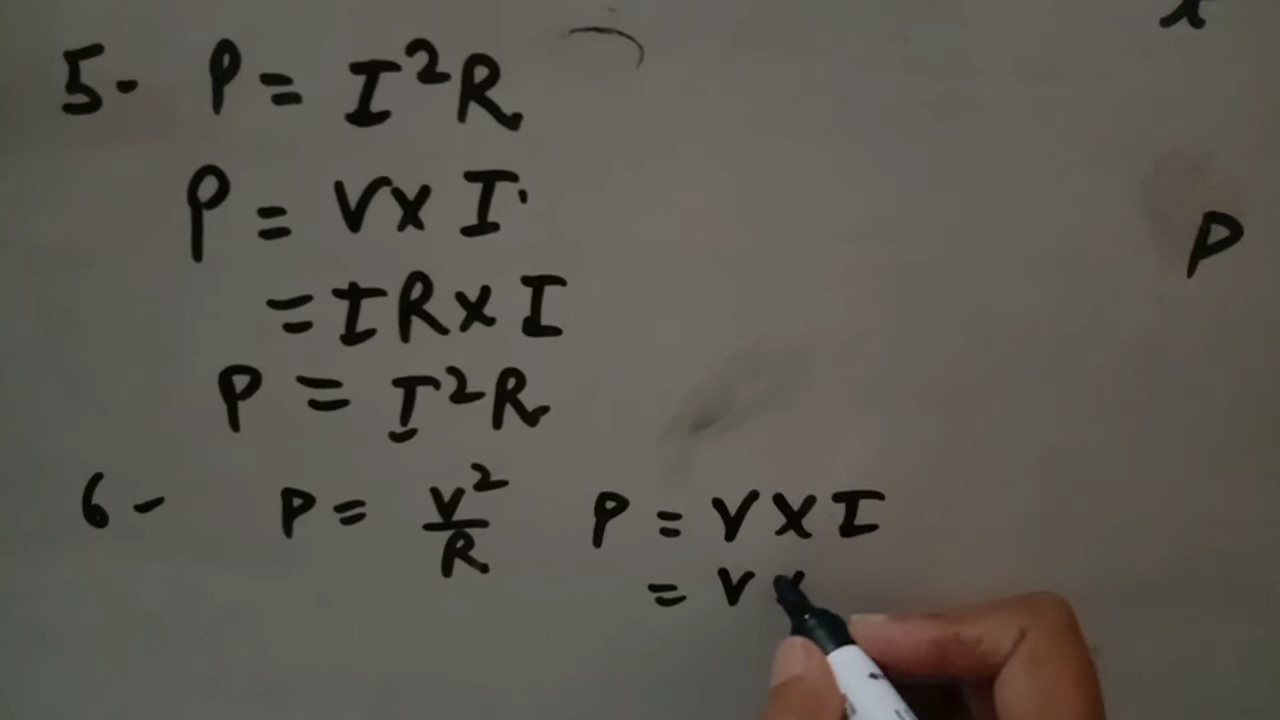 5- P = I²R
P = V x I
= IR x I
P = I²R
6- P = V²/R P = V x I
= V x
P